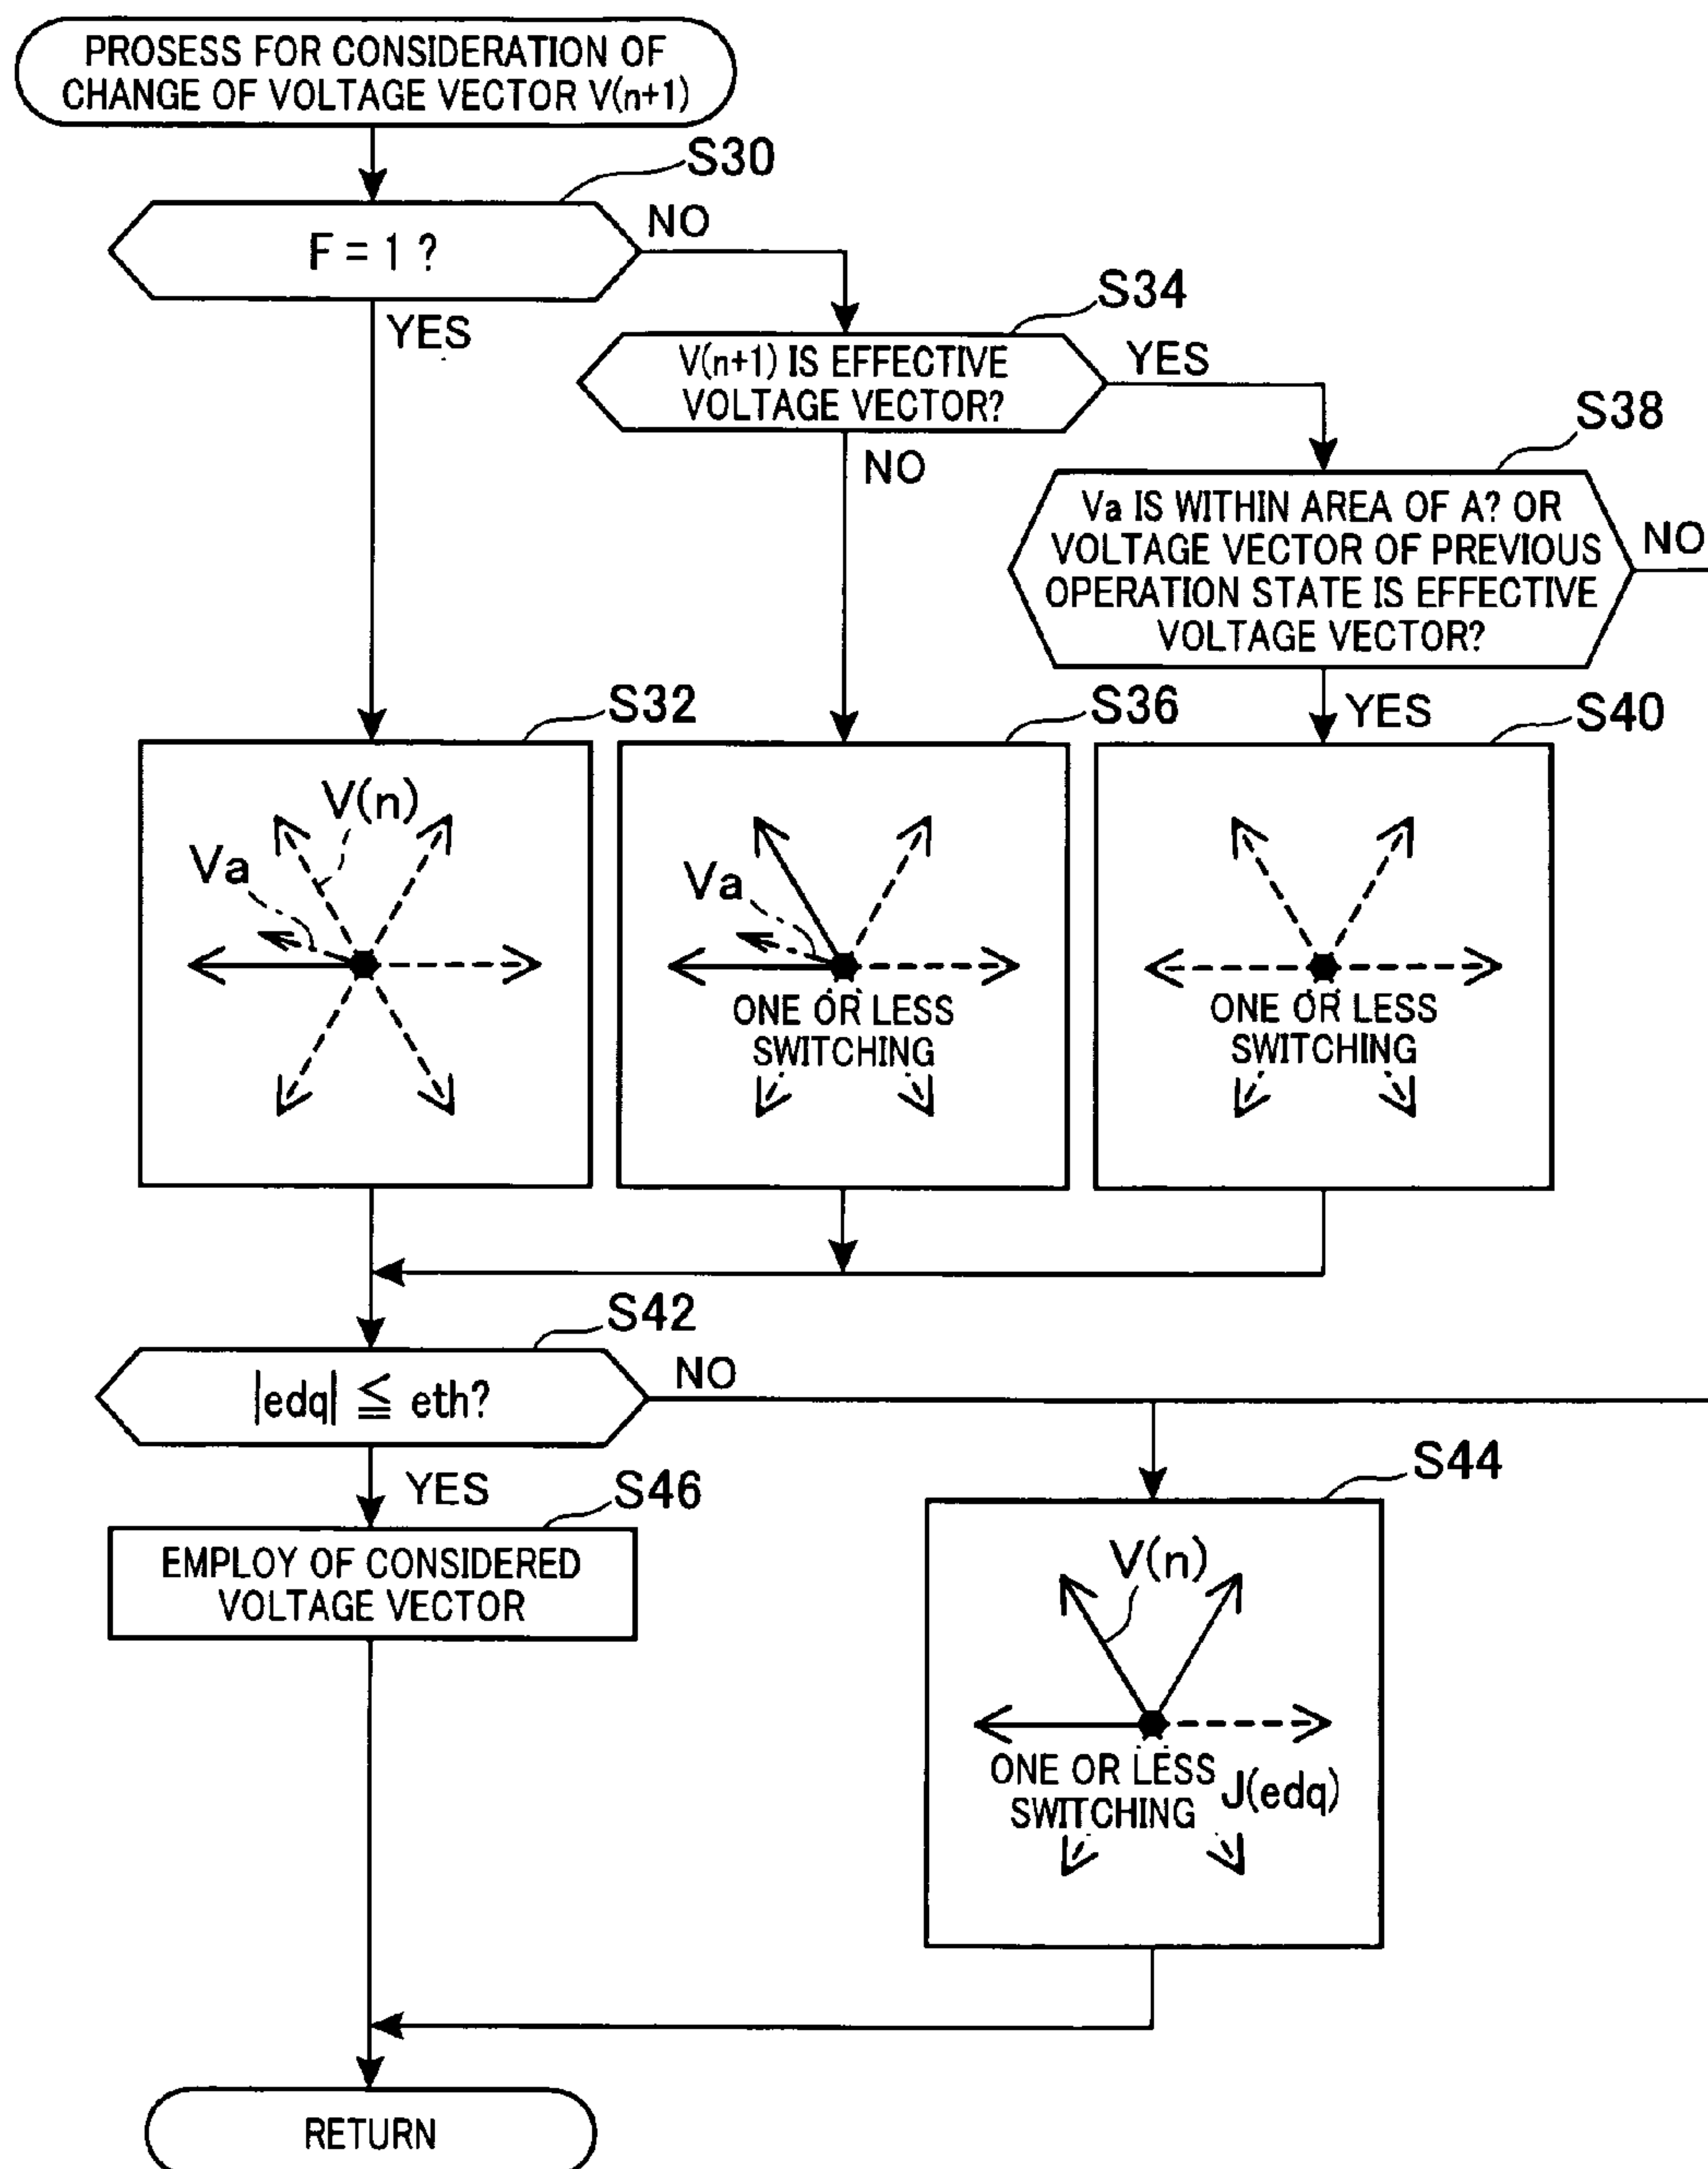 PROSESS FOR CONSIDERATION OF
CHANGE OF VOLTAGE VECTOR V(n+1)
S30
F = 1 ?
NO
YES
S34
V(n+1) IS EFFECTIVE
VOLTAGE VECTOR?
YES
NO
S38
Va IS WITHIN AREA OF A? OR
VOLTAGE VECTOR OF PREVIOUS
OPERATION STATE IS EFFECTIVE
VOLTAGE VECTOR?
NO
YES
S32
V(n)
Va
S36
Va
ONE OR LESS
SWITCHING
S40
ONE OR LESS
SWITCHING
S42
|edq| ≦ eth?
NO
YES
S46
EMPLOY OF CONSIDERED
VOLTAGE VECTOR
S44
V(n)
ONE OR LESS
SWITCHING
J(edq)
RETURN